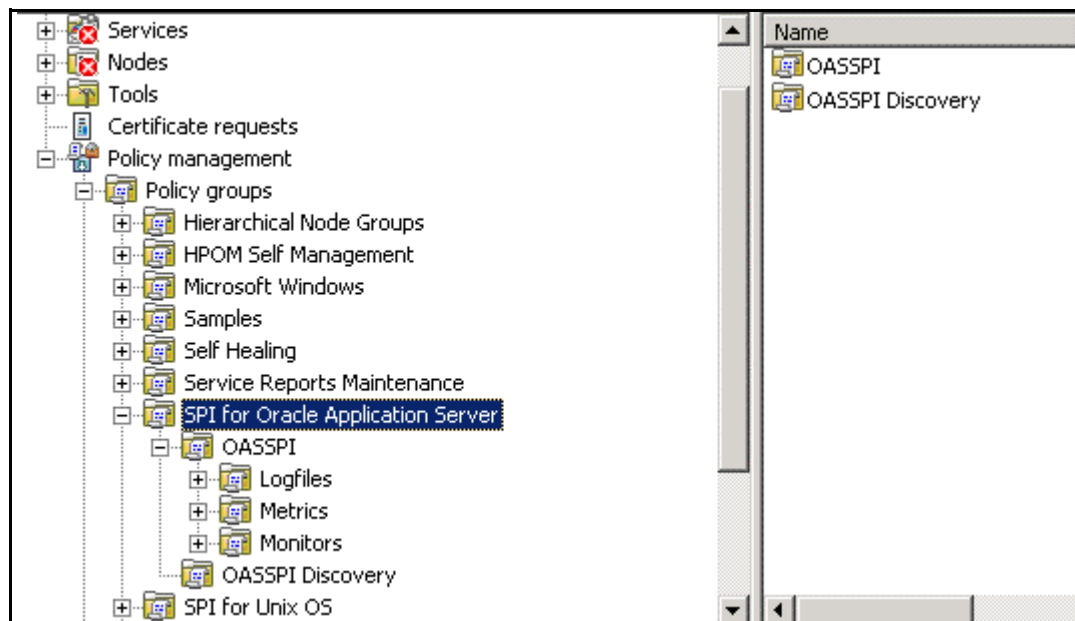 Services
Nodes
Tools
Certificate requests
Policy management
Policy groups
Hierarchical Node Groups
HPOM Self Management
Microsoft Windows
Samples
Self Healing
Service Reports Maintenance
SPI for Oracle Application Server
OASSPI
Logfiles
Metrics
Monitors
OASSPI Discovery
SPI for Unix OS
Name
OASSPI
OASSPI Discovery